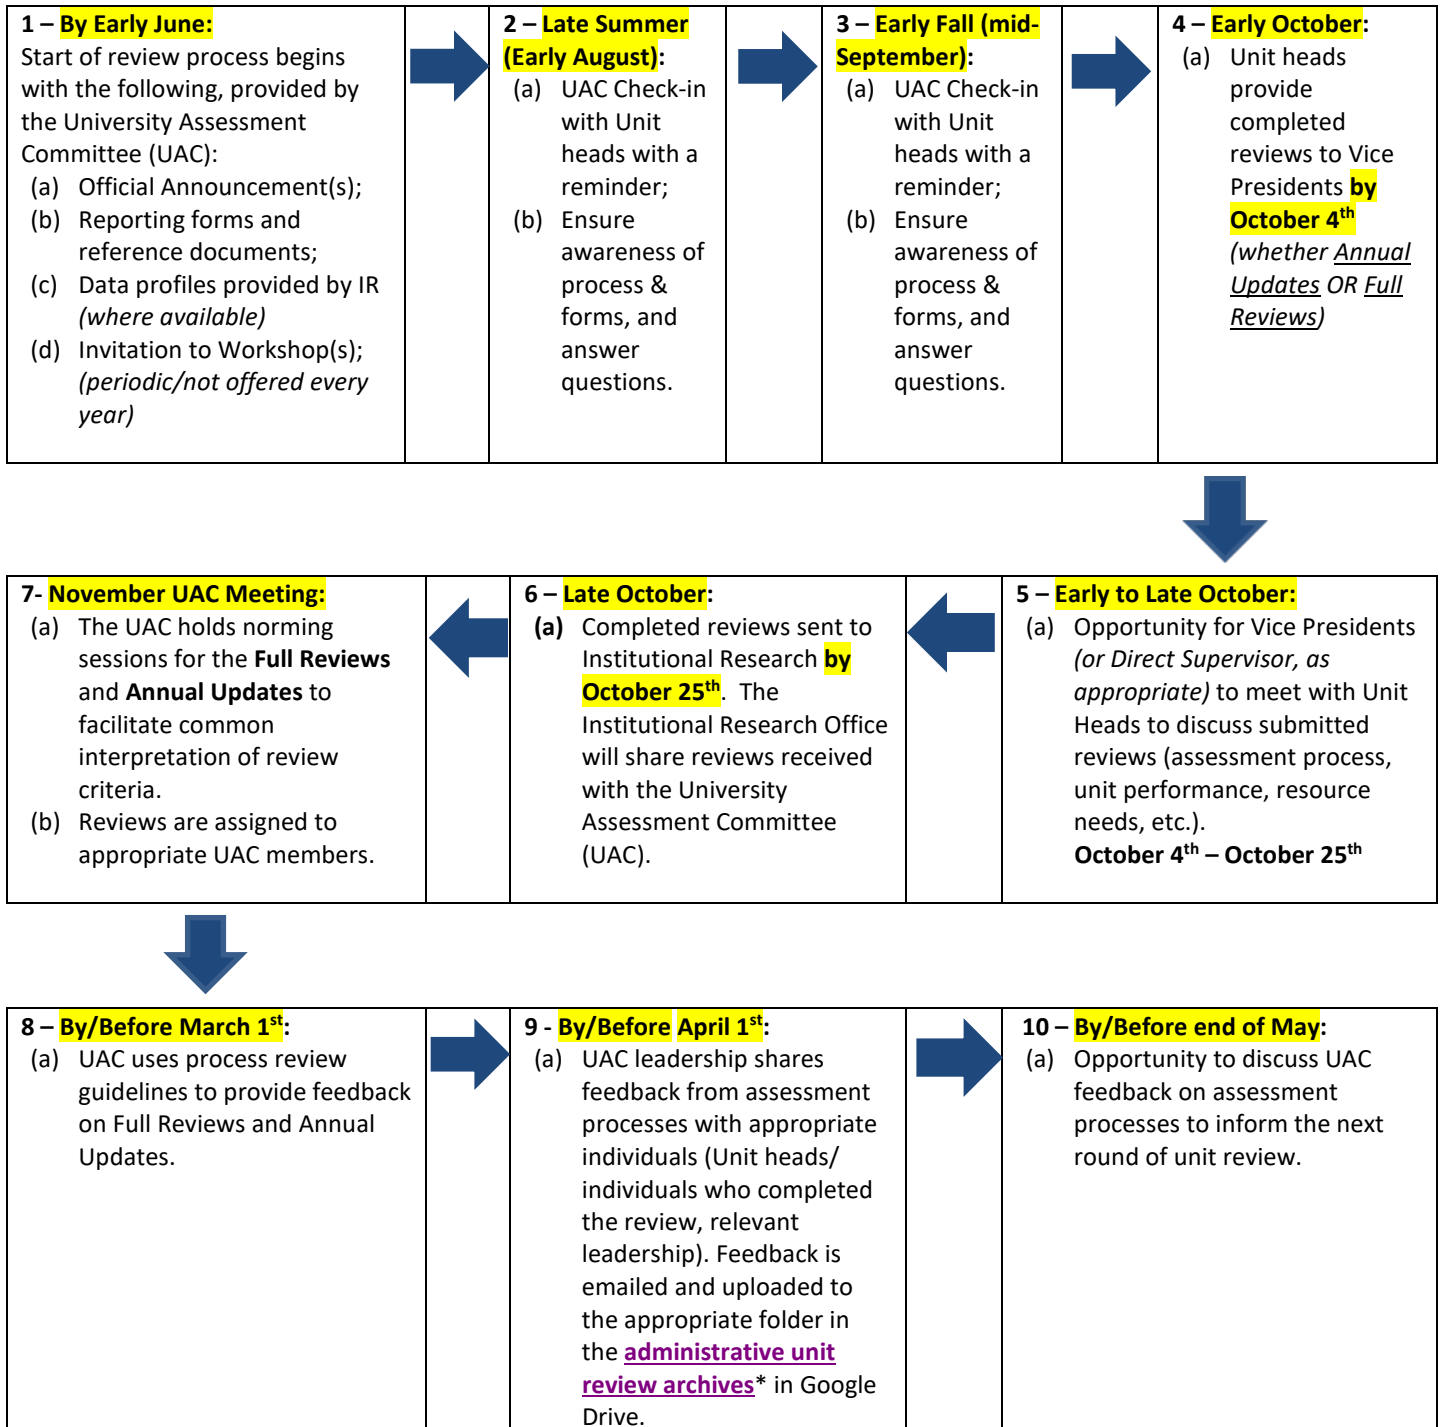 1 – By Early June:
Start of review process begins
with the following, provided by
the University Assessment
Committee (UAC):
(a) Official Announcement(s);
(b) Reporting forms and
reference documents;
(c) Data profiles provided by IR
(where available)
(d) Invitation to Workshop(s);
(periodic/not offered every
year)
2 – Late Summer
(Early August):
(a) UAC Check-in
with Unit
heads with a
reminder;
(b) Ensure
awareness of
process &
forms, and
answer
questions.
3 – Early Fall (mid-
September):
(a) UAC Check-in
with Unit
heads with a
reminder;
(b) Ensure
awareness of
process &
forms, and
answer
questions.
4 – Early October:
(a) Unit heads
provide
completed
reviews to Vice
Presidents by
October 4th
(whether Annual
Updates OR Full
Reviews)
5 – Early to Late October:
(a) Opportunity for Vice Presidents
(or Direct Supervisor, as
appropriate) to meet with Unit
Heads to discuss submitted
reviews (assessment process,
unit performance, resource
needs, etc.).
October 4th – October 25th
6 – Late October:
(a) Completed reviews sent to
Institutional Research by
October 25th. The
Institutional Research Office
will share reviews received
with the University
Assessment Committee
(UAC).
7- November UAC Meeting:
(a) The UAC holds norming
sessions for the Full Reviews
and Annual Updates to
facilitate common
interpretation of review
criteria.
(b) Reviews are assigned to
appropriate UAC members.
8 – By/Before March 1st:
(a) UAC uses process review
guidelines to provide feedback
on Full Reviews and Annual
Updates.
9 - By/Before April 1st:
(a) UAC leadership shares
feedback from assessment
processes with appropriate
individuals (Unit heads/
individuals who completed
the review, relevant
leadership). Feedback is
emailed and uploaded to
the appropriate folder in
the administrative unit
review archives* in Google
Drive.
10 – By/Before end of May:
(a) Opportunity to discuss UAC
feedback on assessment
processes to inform the next
round of unit review.